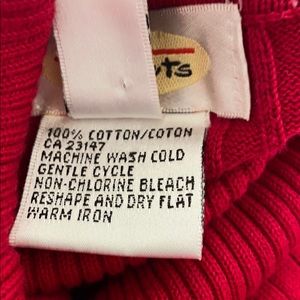 100% COTTON/COTON
CA 23147
MACHINE WASH COLD
GENTLE CYCLE
NON-CHLORINE BLEACH
RESHAPE AND DRY FLAT
WARM IRON